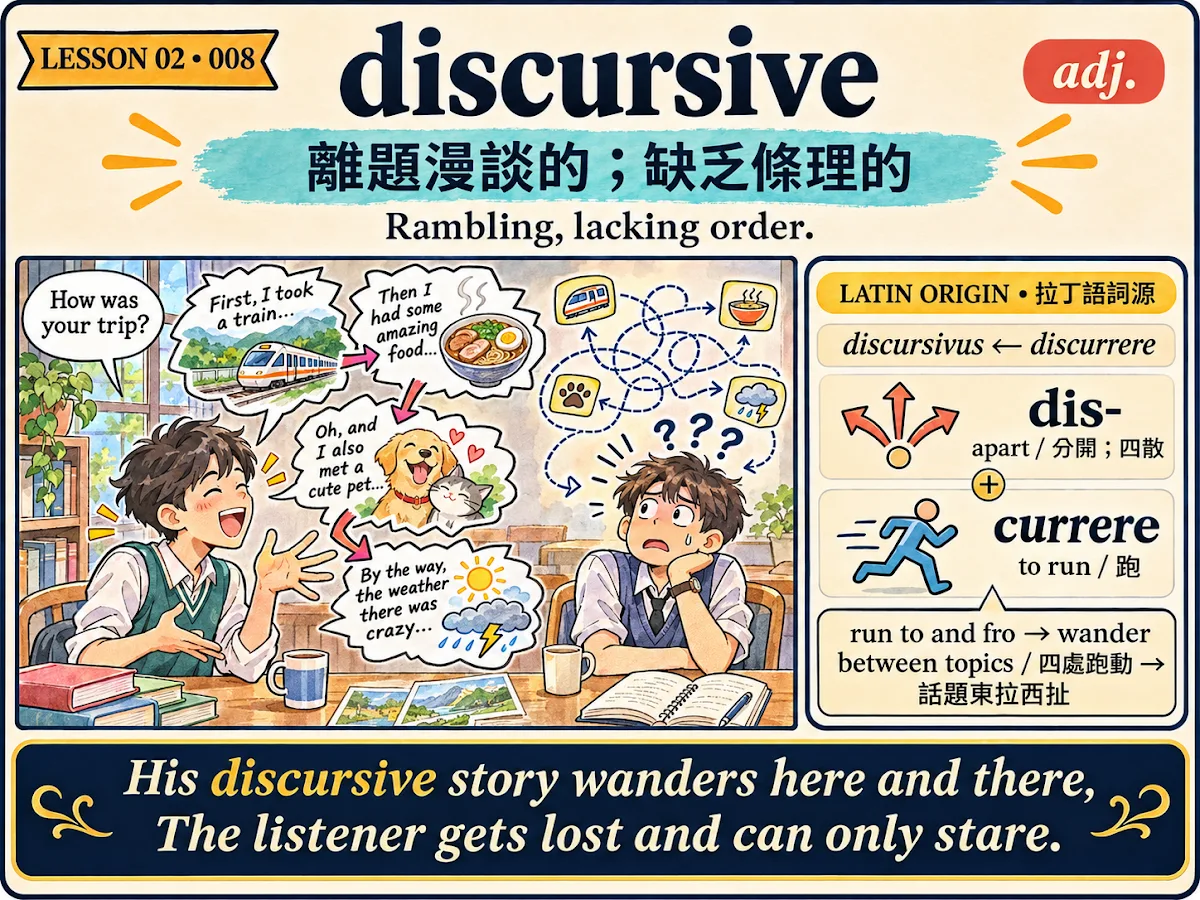 LESSON 02 • 008
discursive
adj.
離題漫談的；缺乏條理的
Rambling, lacking order.
How was
your trip?
First, I took
a train...
Then I
had some
amazing
food...
Oh, and
I also
met a
cute pet...
By the way,
the weather
there was
crazy...
???
LATIN ORIGIN • 拉丁語詞源
discursivus ← discurrere
dis-
apart / 分開；四散
+
currere
to run / 跑
run to and fro → wander
between topics / 四處跑動 →
話題東拉西扯
His discursive story wanders here and there,
The listener gets lost and can only stare.